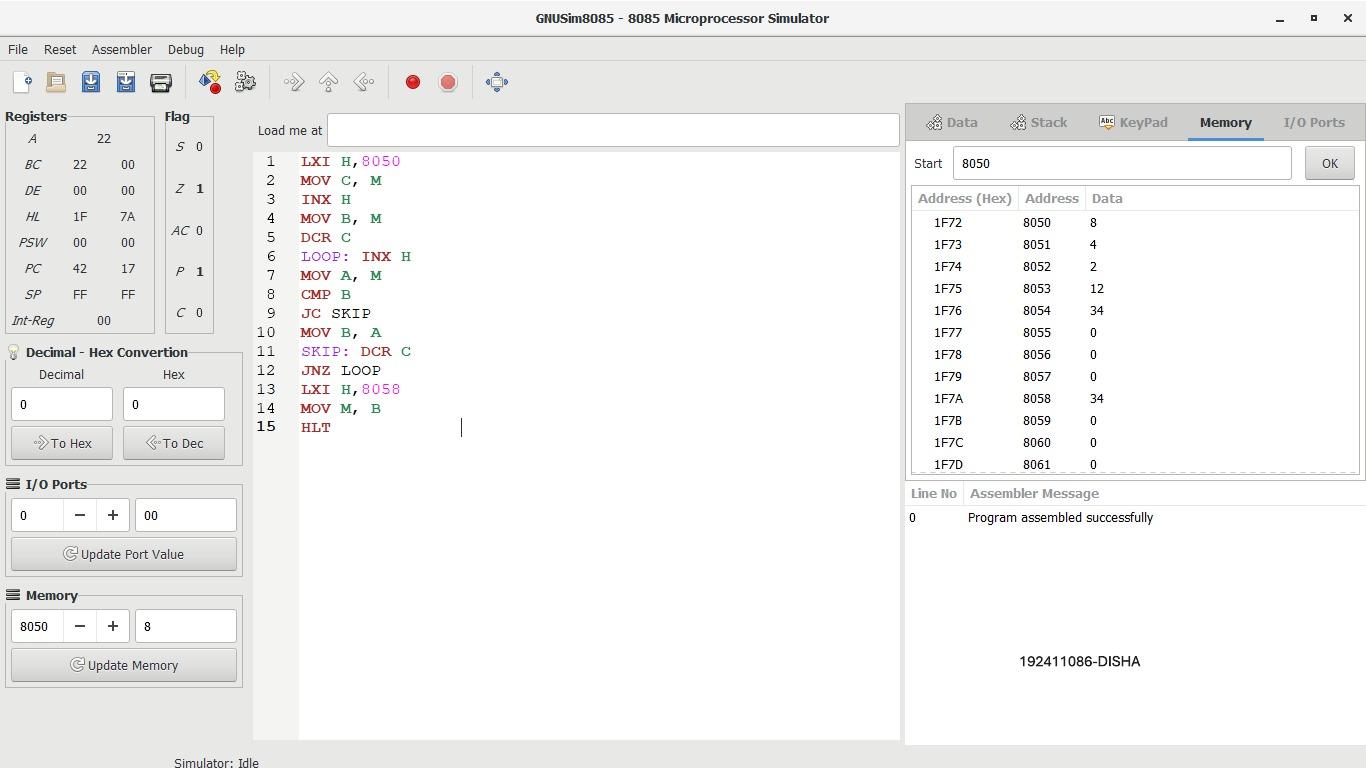 GNUSim8085 - 8085 Microprocessor Simulator
File Reset Assembler Debug Help
Registers
A 22
BC 22 00
DE 00 00
HL 1F 7A
PSW 00 00
PC 42 17
SP FF FF
Int-Reg 00
Flag
S 0
Z 1
AC 0
P 1
C 0
Decimal - Hex Convertion
Decimal Hex
0 0
To Hex To Dec
I/O Ports
0 − + 00
Update Port Value
Memory
8050 − + 8
Update Memory
Load me at
1 LXI H,8050
2 MOV C, M
3 INX H
4 MOV B, M
5 DCR C
6 LOOP: INX H
7 MOV A, M
8 CMP B
9 JC SKIP
10 MOV B, A
11 SKIP: DCR C
12 JNZ LOOP
13 LXI H,8058
14 MOV M, B
15 HLT
Data Stack Abc KeyPad Memory I/O Ports
Start 8050 OK
Address (Hex) Address Data
1F72 8050 8
1F73 8051 4
1F74 8052 2
1F75 8053 12
1F76 8054 34
1F77 8055 0
1F78 8056 0
1F79 8057 0
1F7A 8058 34
1F7B 8059 0
1F7C 8060 0
1F7D 8061 0
Line No Assembler Message
0 Program assembled successfully
192411086-DISHA
Simulator: Idle